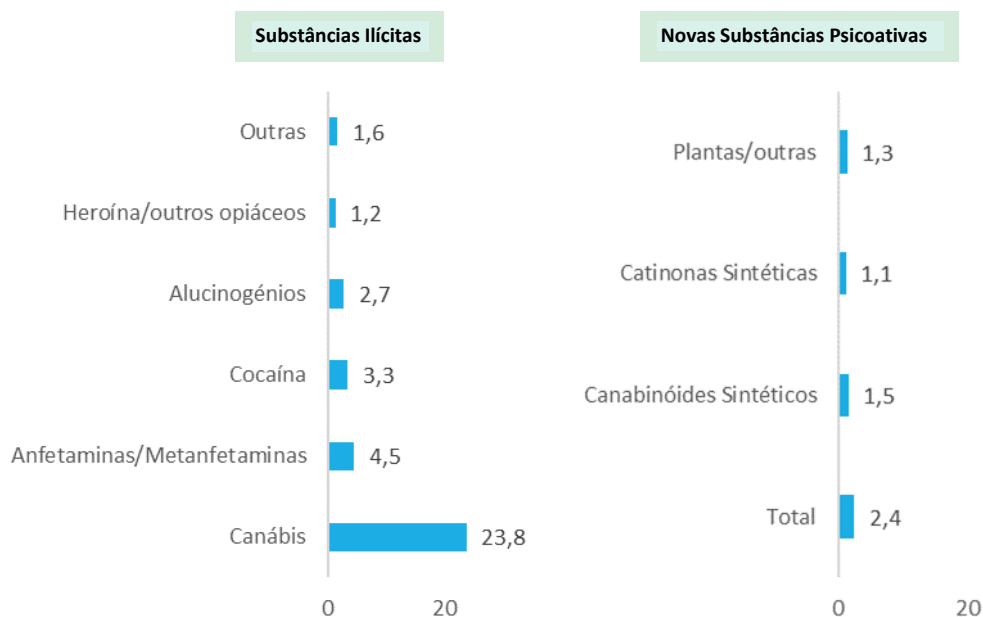 Substâncias Ilícitas
Outras 1,6
Heroína/outros opiáceos 1,2
Alucinogénios 2,7
Cocaína 3,3
Anfetaminas/Metanfetaminas 4,5
Canábis 23,8
0 20
Novas Substâncias Psicoativas
Plantas/outras 1,3
Catinonas Sintéticas 1,1
Canabinóides Sintéticos 1,5
Total 2,4
0 20